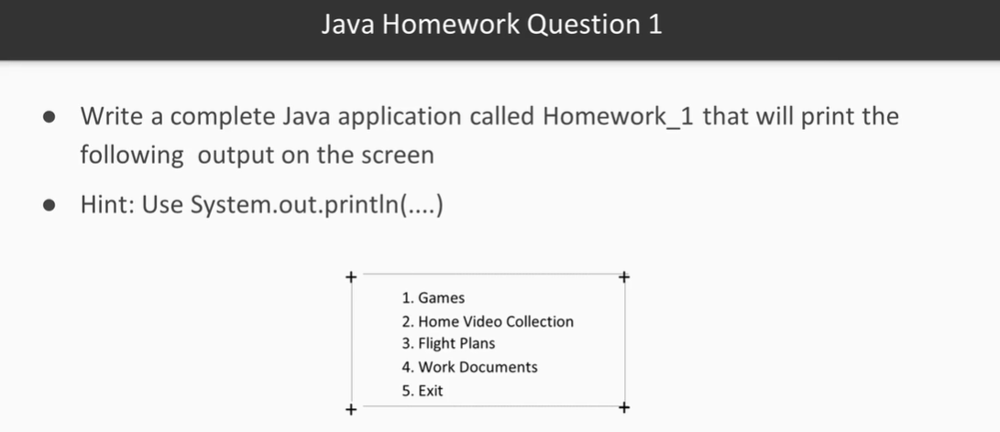 Java Homework Question 1
● Write a complete Java application called Homework_1 that will print the
following output on the screen
● Hint: Use System.out.println(....)
+ +
1. Games
2. Home Video Collection
3. Flight Plans
4. Work Documents
5. Exit
+ +